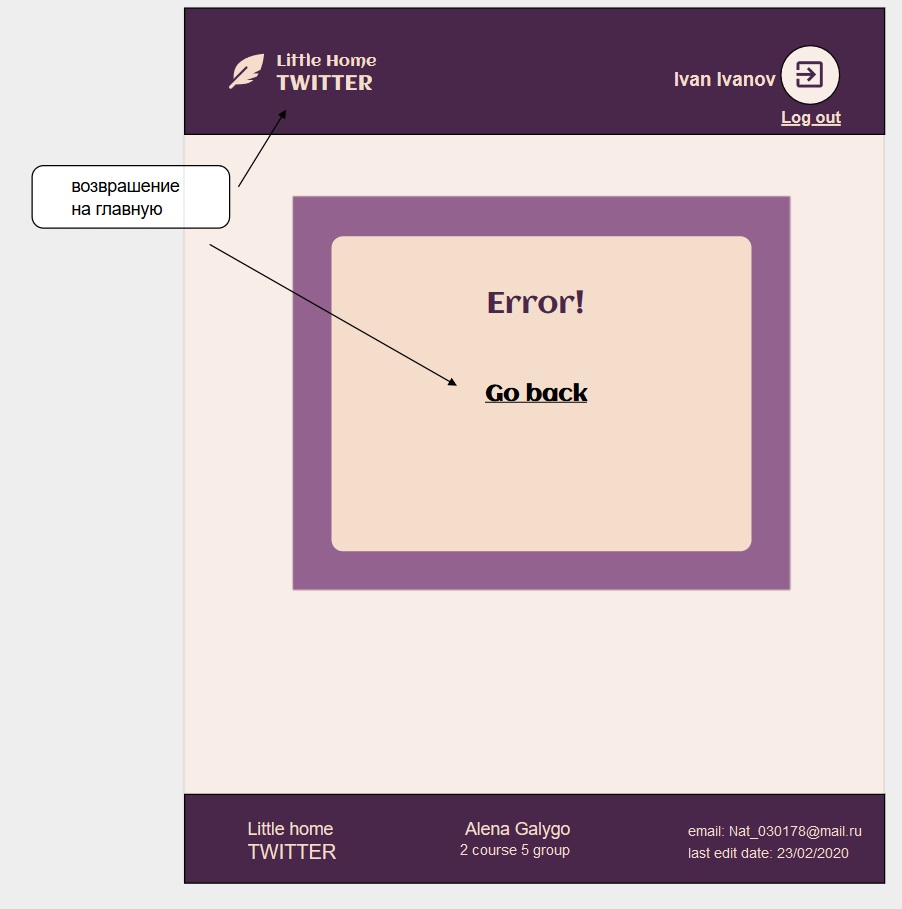 Little Home
TWITTER
Ivan Ivanov
Log out
возврашение
на главную
Error!
Go back
Little home
TWITTER
Alena Galygo
2 course 5 group
email: Nat_030178@mail.ru
last edit date: 23/02/2020